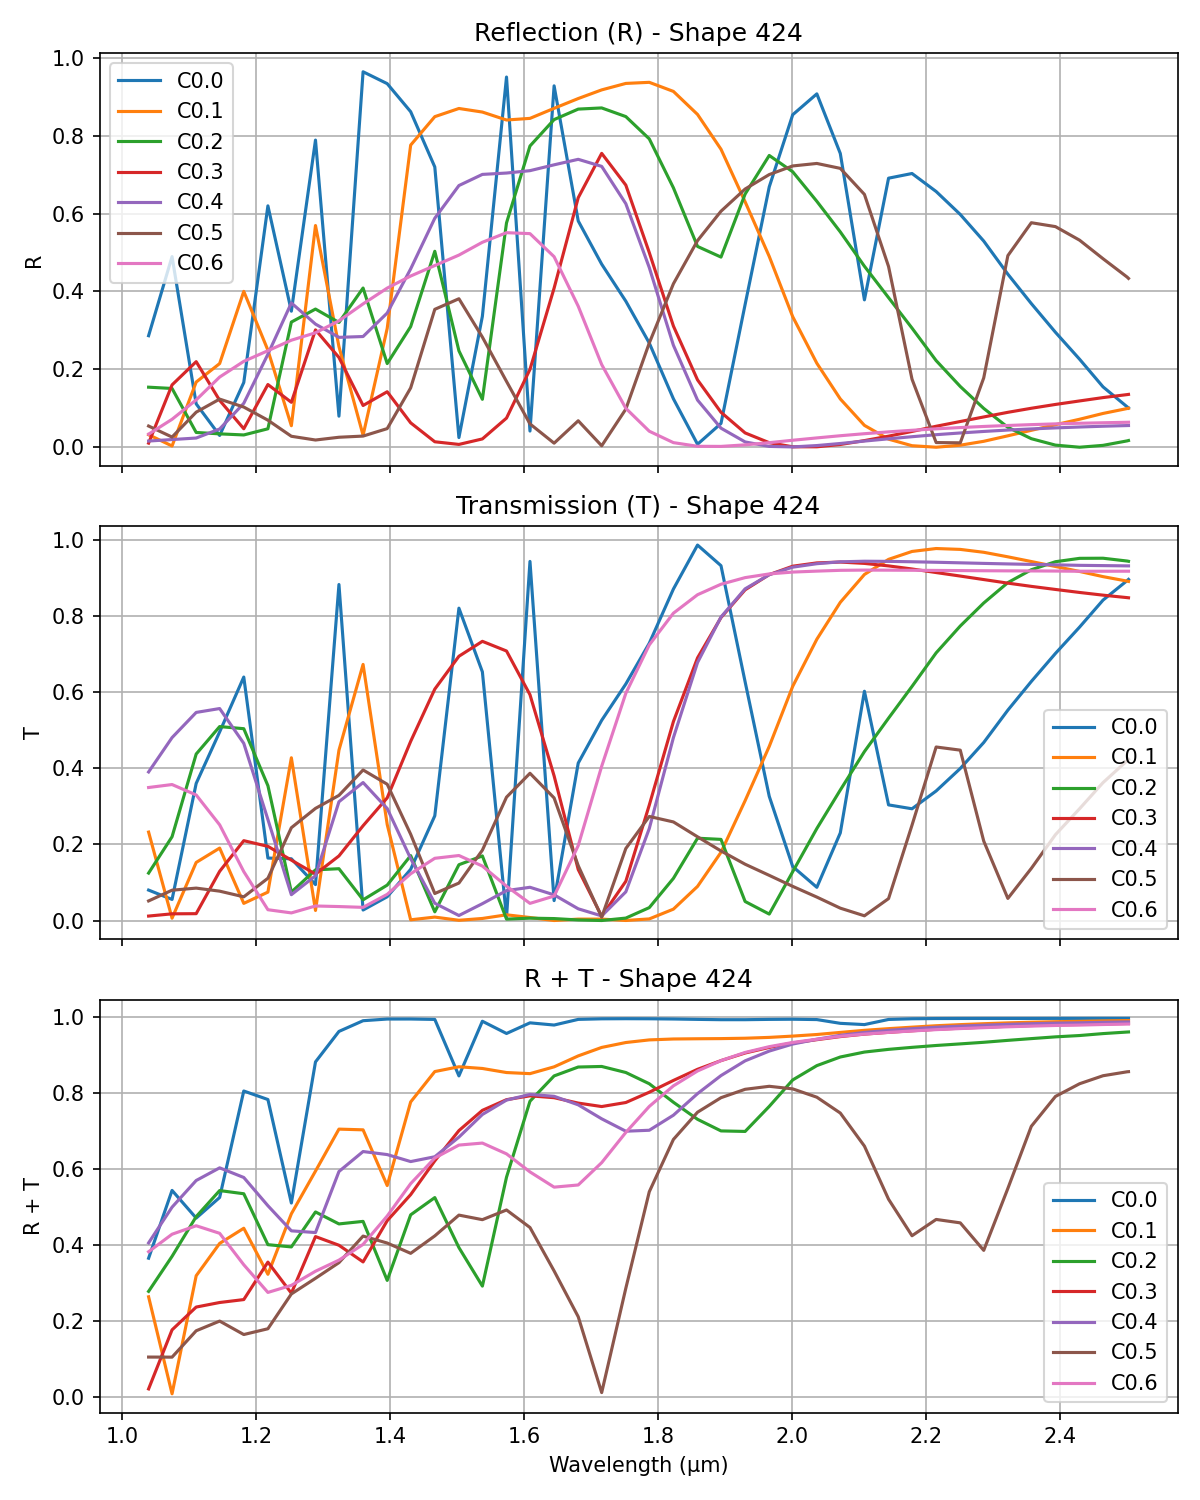 Reflection (R) - Shape 424
1.0
0.8
0.6
0.4
0.2
0.0
R
C0.0
C0.1
C0.2
C0.3
C0.4
C0.5
C0.6
Transmission (T) - Shape 424
1.0
0.8
0.6
0.4
0.2
0.0
T
C0.0
C0.1
C0.2
C0.3
C0.4
C0.5
C0.6
R + T - Shape 424
1.0
0.8
0.6
0.4
0.2
0.0
R + T
C0.0
C0.1
C0.2
C0.3
C0.4
C0.5
C0.6
1.0 1.2 1.4 1.6 1.8 2.0 2.2 2.4
Wavelength (μm)